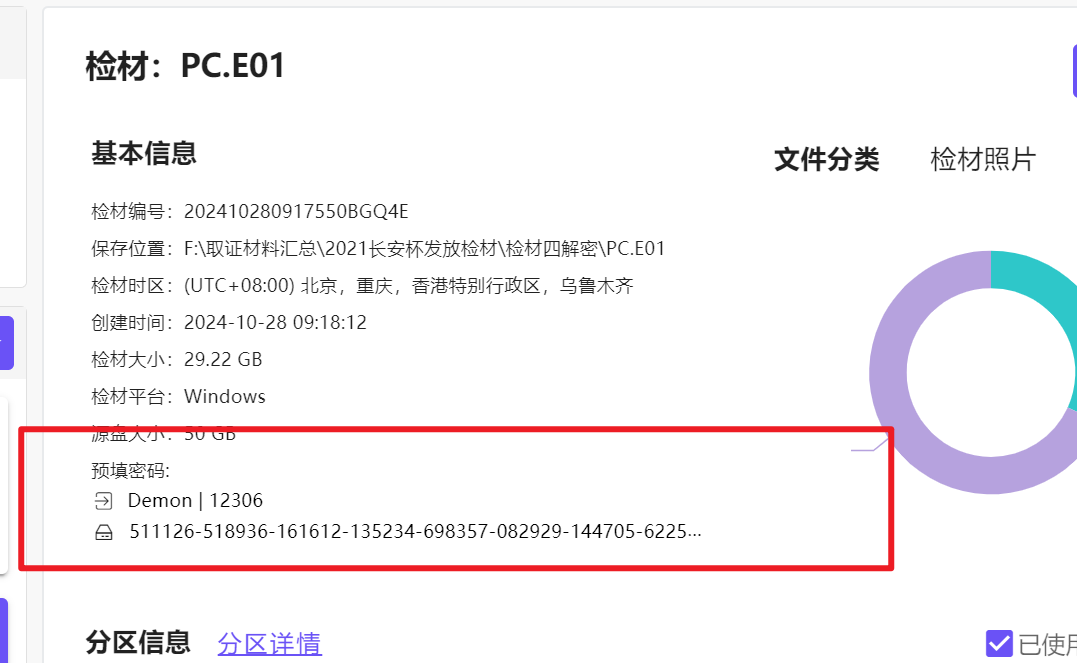 检材：PC.E01
基本信息
文件分类 检材照片
检材编号：202410280917550BGQ4E
保存位置：F:\取证材料汇总\2021长安杯发放检材\检材四解密\PC.E01
检材时区：(UTC+08:00) 北京，重庆，香港特别行政区，乌鲁木齐
创建时间：2024-10-28 09:18:12
检材大小：29.22 GB
检材平台：Windows
源盘大小：50 GB
预填密码:
Demon | 12306
511126-518936-161612-135234-698357-082929-144705-6225...
分区信息 分区详情
已使用